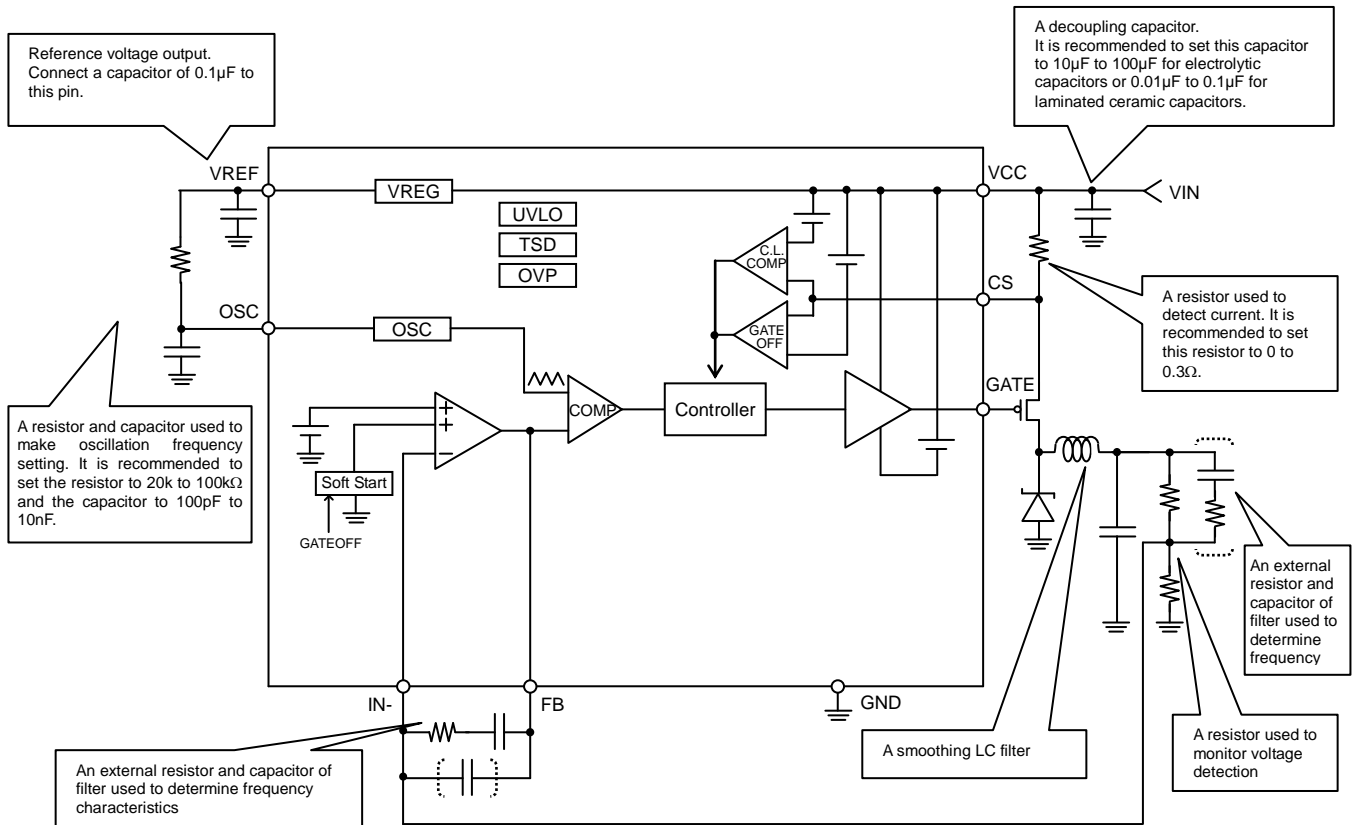 Reference voltage output.
Connect a capacitor of 0.1µF to
this pin.
A decoupling capacitor.
It is recommended to set this capacitor
to 10µF to 100µF for electrolytic
capacitors or 0.01µF to 0.1µF for
laminated ceramic capacitors.
VREF
VREG
VCC
VIN
UVLO
TSD
OVP
C.L.
COMP
CS
A resistor used to
detect current. It is
recommended to set
this resistor to 0 to
0.3Ω.
OSC
OSC
GATE
OFF
GATE
A resistor and capacitor used to
make oscillation frequency
setting. It is recommended to
set the resistor to 20k to 100kΩ
and the capacitor to 100pF to
10nF.
+
+
−
COMP
Controller
Soft Start
GATEOFF
An external
resistor and
capacitor of
filter used to
determine
frequency
IN-
FB
GND
A smoothing LC filter
A resistor used to
monitor voltage
detection
An external resistor and capacitor of
filter used to determine frequency
characteristics